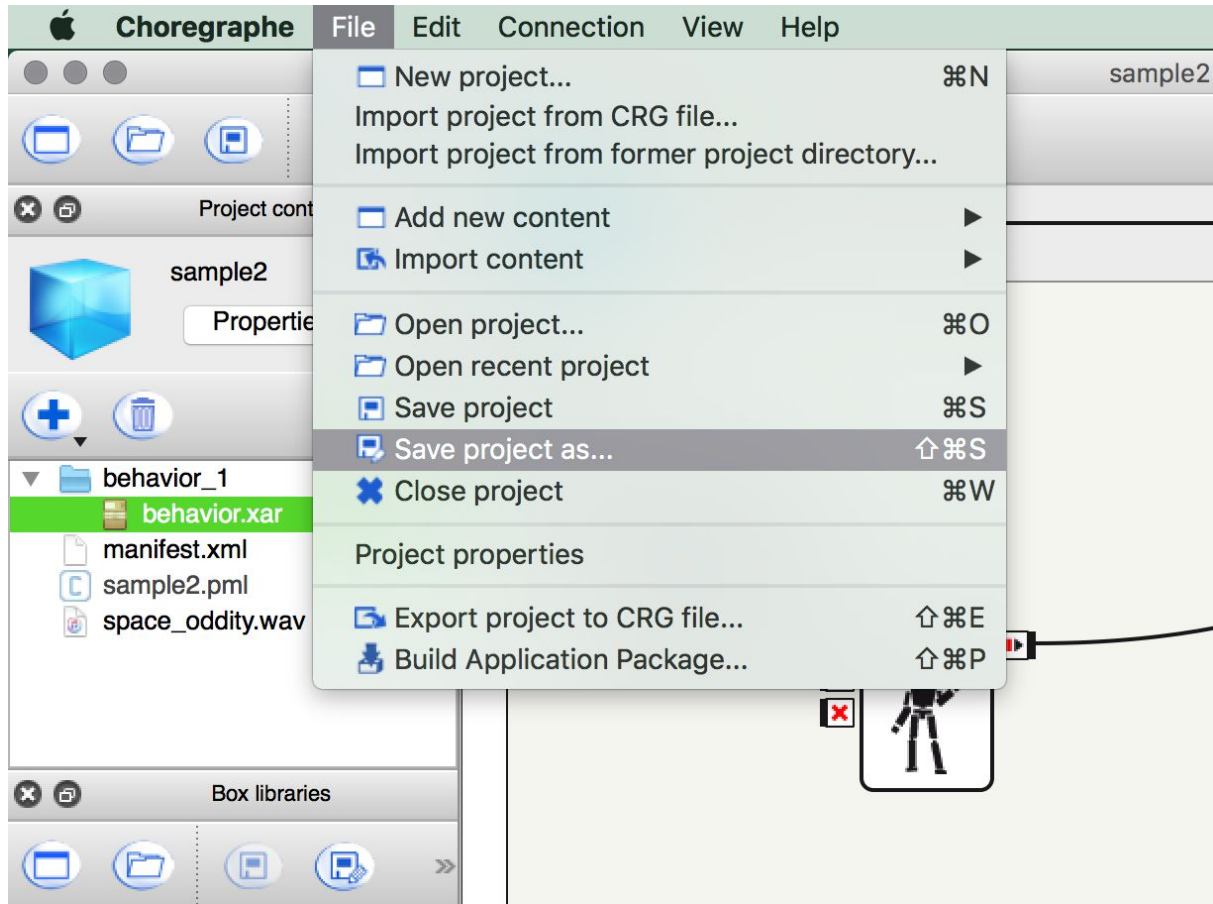 Choregraphe File Edit Connection View Help
sample2
New project... ⌘N
Import project from CRG file...
Import project from former project directory...
Project cont
Add new content ▶
Import content ▶
sample2
Propertie
Open project... ⌘O
Open recent project ▶
Save project ⌘S
Save project as... ⇧⌘S
Close project ⌘W
Project properties
Export project to CRG file... ⇧⌘E
Build Application Package... ⇧⌘P
behavior_1
behavior.xar
manifest.xml
C sample2.pml
space_oddity.wav
Box libraries
»